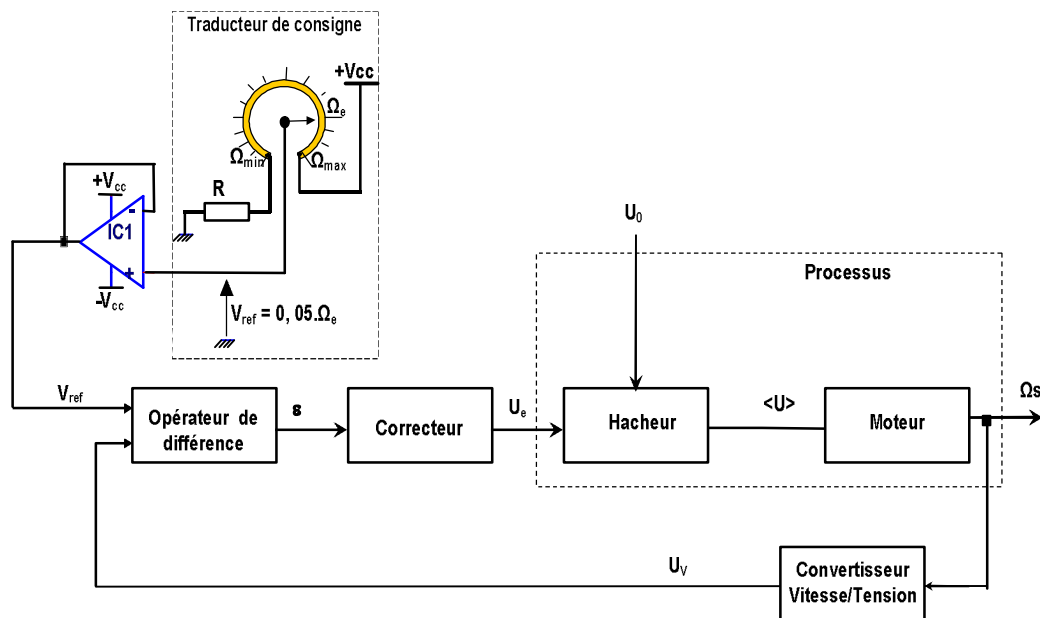 Traducteur de consigne
+Vcc
Ωe
Ωmin
Ωmax
R
+Vcc
-
IC1
+
-Vcc
Vref = 0, 05.Ωe
U0
Processus
Vref
Opérateur de
différence
ε
Correcteur
Ue
Hacheur
<U>
Moteur
Ωs
UV
Convertisseur
Vitesse/Tension